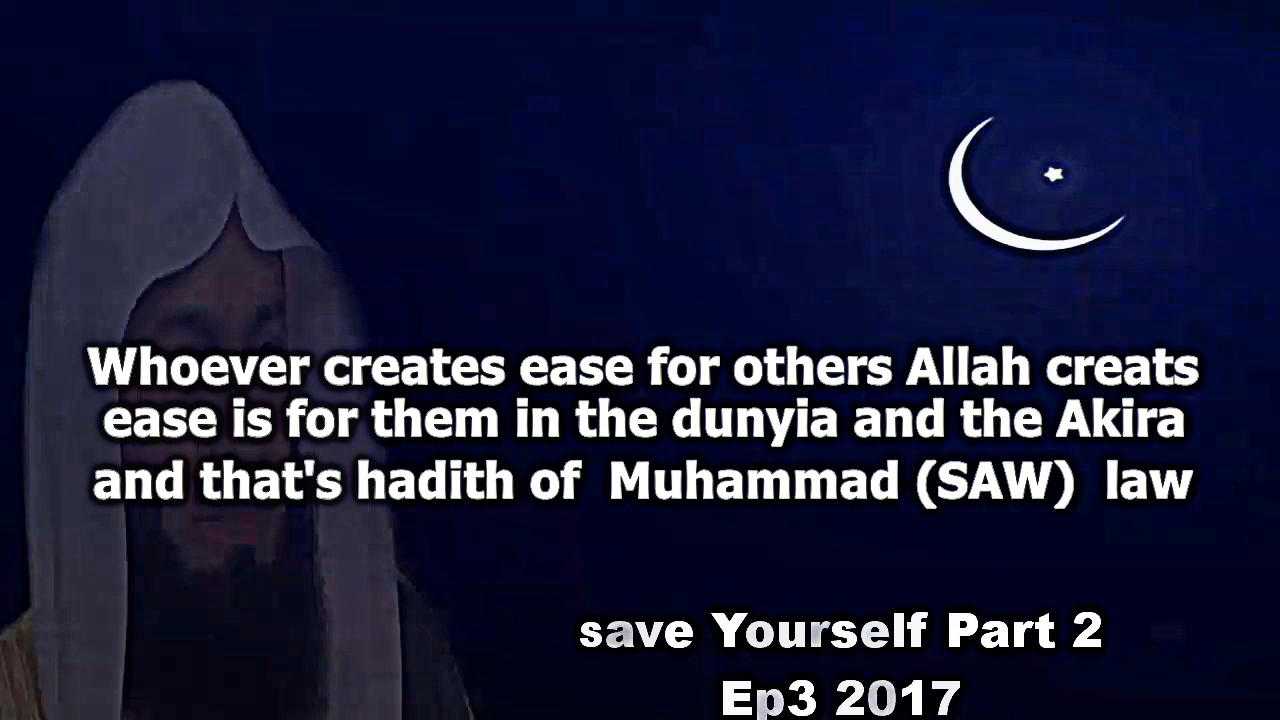 Whoever creates ease for others Allah creats
ease is for them in the dunyia and the Akira
and that's hadith of Muhammad (SAW) law
save Yourself Part 2
Ep3 2017